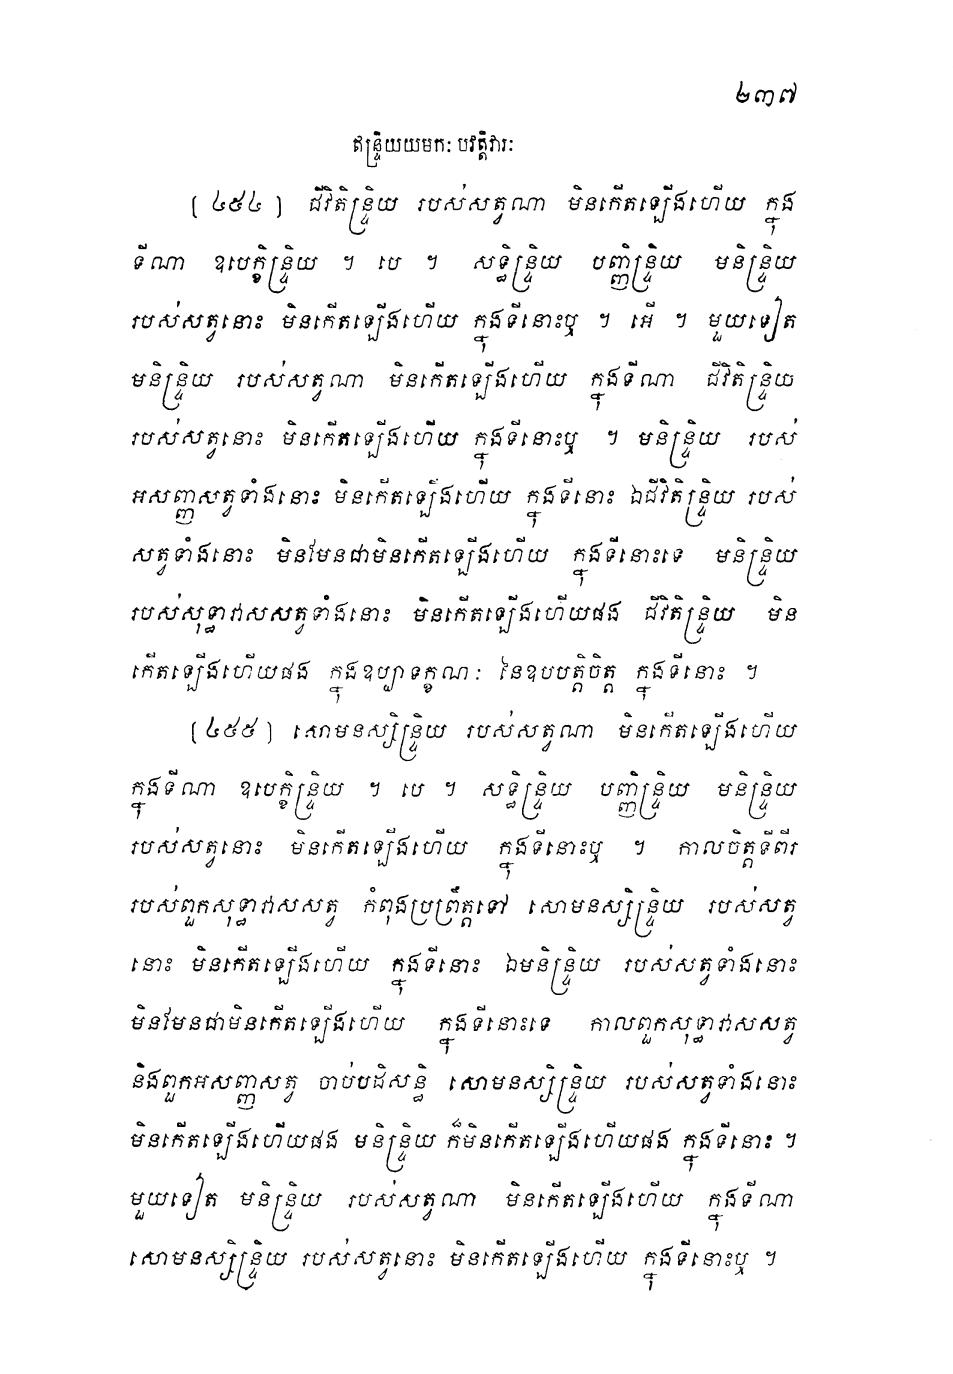 ២៣៧
ឥន្ទ្រិយយមកៈ បវត្តិវារៈ
[ ៤៥៤ ] ជីវិតិន្ទ្រិយ របស់សត្វណា មិនកើតឡើងហើយ ក្នុង
ទីណា ឧបេក្ខិន្ទ្រិយ ។ បេ ។ សទ្ធិន្ទ្រិយ បញ្ញិន្ទ្រិយ មនិន្ទ្រិយ
របស់សត្វនោះ មិនកើតឡើងហើយ ក្នុងទីនោះឬ ។ អើ ។ មួយទៀត
មនិន្ទ្រិយ របស់សត្វណា មិនកើតឡើងហើយ ក្នុងទីណា ជីវិតិន្ទ្រិយ
របស់សត្វនោះ មិនកើតឡើងហើយ ក្នុងទីនោះឬ ។ មនិន្ទ្រិយ របស់
អសញ្ញសត្វទាំងនោះ មិនកើតឡើងហើយ ក្នុងទីនោះ ឯជីវិតិន្ទ្រិយ របស់
សត្វទាំងនោះ មិនមែនជាមិនកើតឡើងហើយ ក្នុងទីនោះទេ មនិន្ទ្រិយ
របស់សុទ្ធាវាសសត្វទាំងនោះ មិនកើតឡើងហើយផង ជីវិតិន្ទ្រិយ មិន
កើតឡើងហើយផង ក្នុងឧប្បាទក្ខណៈ នៃឧបបត្តិចិត្ត ក្នុងទីនោះ ។
[ ៤៥៥ ] សោមនស្សិន្ទ្រិយ របស់សត្វណា មិនកើតឡើងហើយ
ក្នុងទីណា ឧបេក្ខិន្ទ្រិយ ។ បេ ។ សទ្ធិន្ទ្រិយ បញ្ញិន្ទ្រិយ មនិន្ទ្រិយ
របស់សត្វនោះ មិនកើតឡើងហើយ ក្នុងទីនោះឬ ។ កាលចិត្តទីពីរ
របស់ពួកសុទ្ធាវាសសត្វ កំពុងប្រព្រឹត្តទៅ សោមនស្សិន្ទ្រិយ របស់សត្វ
នោះ មិនកើតឡើងហើយ ក្នុងទីនោះ ឯមនិន្ទ្រិយ របស់សត្វទាំងនោះ
មិនមែនជាមិនកើតឡើងហើយ ក្នុងទីនោះទេ កាលពួកសុទ្ធាវាសសត្វ
និងពួកអសញ្ញសត្វ ចាប់បដិសន្ធិ សោមនស្សិន្ទ្រិយ របស់សត្វទាំងនោះ
មិនកើតឡើងហើយផង មនិន្ទ្រិយ ក៏មិនកើតឡើងហើយផង ក្នុងទីនោះ ។
មួយទៀត មនិន្ទ្រិយ របស់សត្វណា មិនកើតឡើងហើយ ក្នុងទីណា
សោមនស្សិន្ទ្រិយ របស់សត្វនោះ មិនកើតឡើងហើយ ក្នុងទីនោះឬ ។